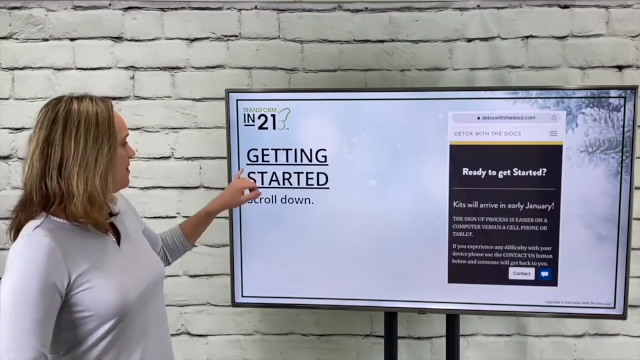 TRANSFORM
IN 21
GETTING
STARTED
Scroll down.
detoxwiththedocs.com
DETOX WITH THE DOCS
Ready to get Started?
Kits will arrive in early January!
THE SIGN UP PROCESS IS EASIER ON A
COMPUTER VERSUS A CELL PHONE OR
TABLET.
If you experience any difficulty with your
device please use the CONTACT US button
below and someone will get back to you.
Contact